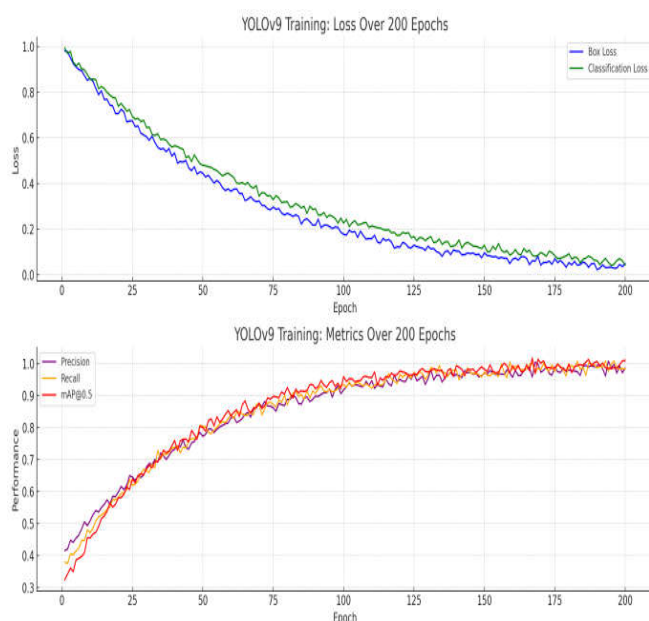 YOLOv9 Training: Loss Over 200 Epochs
1.0
0.8
0.6
0.4
0.2
0.0
Loss
Box Loss
Classification Loss
0 25 50 75 100 125 150 175 200
Epoch
YOLOv9 Training: Metrics Over 200 Epochs
1.0
0.9
0.8
0.7
0.6
0.5
0.4
0.3
Performance
Precision
Recall
mAP@0.5
0 25 50 75 100 125 150 175 200
Epoch